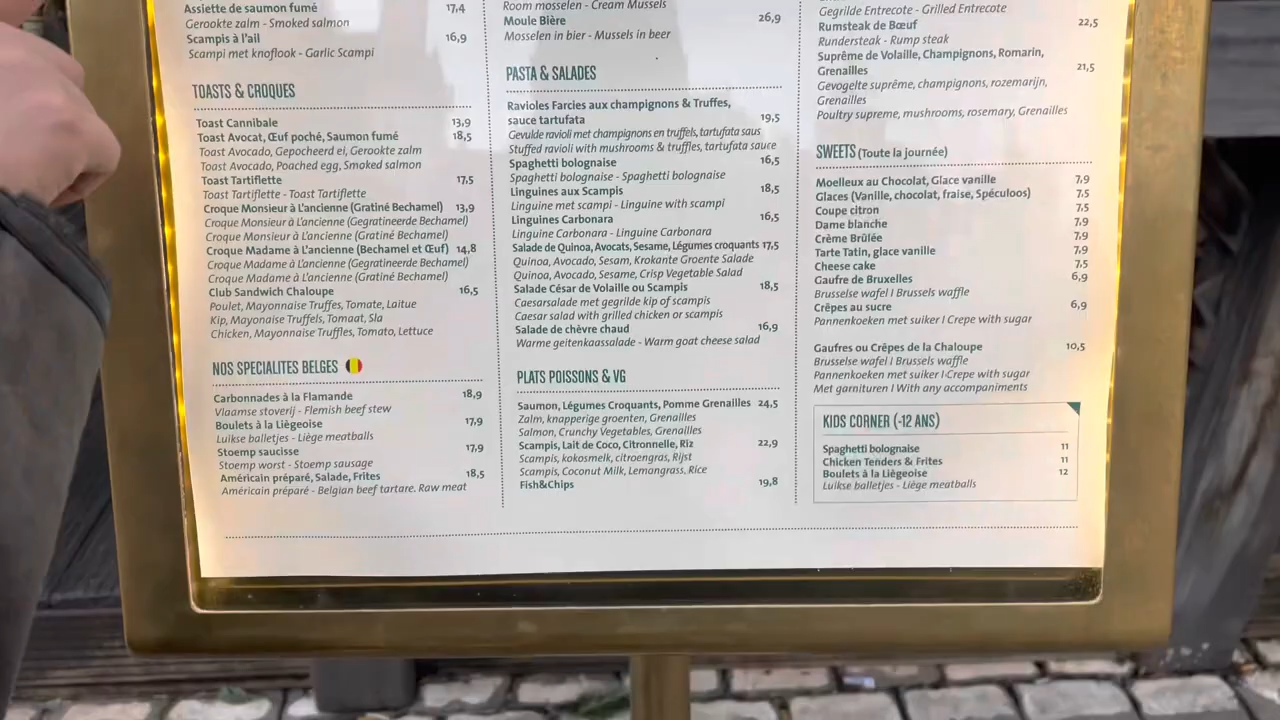 Assiette de saumon fumé 17,4
Gerookte zalm - Smoked salmon
Scampis à l'ail 16,9
Scampi met knoflook - Garlic Scampi
TOASTS & CROQUES
Toast Cannibale 13,9
Toast Avocat, Œuf poché, Saumon fumé 18,5
Toast Avocado, Gepocheerd ei, Gerookte zalm
Toast Avocado, Poached egg, Smoked salmon
Toast Tartiflette 17,5
Toast Tartiflette - Toast Tartiflette
Croque Monsieur à L'ancienne (Gratiné Bechamel) 13,9
Croque Monsieur à L'ancienne (Gegratineerde Bechamel)
Croque Monsieur à L'ancienne (Gratiné Bechamel)
Croque Madame à L'ancienne (Bechamel et Œuf) 14,8
Croque Madame à L'ancienne (Gegratineerde Bechamel)
Croque Madame à L'ancienne (Gratiné Bechamel)
Club Sandwich Chaloupe 16,5
Poulet, Mayonnaise Truffes, Tomate, Laitue
Kip, Mayonaise Truffels, Tomaat, Sla
Chicken, Mayonnaise Truffles, Tomato, Lettuce
NOS SPECIALITES BELGES
Carbonnades à la Flamande 18,9
Vlaamse stoverij - Flemish beef stew
Boulets à la Liègeoise 17,9
Luikse balletjes - Liège meatballs
Stoemp saucisse 17,9
Stoemp worst - Stoemp sausage
Américain préparé, Salade, Frites 18,5
Américain préparé - Belgian beef tartare. Raw meat
Room mosselen - Cream Mussels
Moule Bière 26,9
Mosselen in bier - Mussels in beer
PASTA & SALADES
Ravioles Farcies aux champignons & Truffes,
sauce tartufata 19,5
Gevulde ravioli met champignons en truffels, tartufata saus
Stuffed ravioli with mushrooms & truffles, tartufata sauce
Spaghetti bolognaise 16,5
Spaghetti bolognaise - Spaghetti bolognaise
Linguines aux Scampis 18,5
Linguine met scampi - Linguine with scampi
Linguines Carbonara 16,5
Linguine Carbonara - Linguine Carbonara
Salade de Quinoa, Avocats, Sesame, Légumes croquants 17,5
Quinoa, Avocado, Sesam, Krokante Groente Salade
Quinoa, Avocado, Sesame, Crisp Vegetable Salad
Salade César de Volaille ou Scampis 18,5
Caesarsalade met gegrilde kip of scampis
Caesar salad with grilled chicken or scampis
Salade de chèvre chaud 16,9
Warme geitenkaassalade - Warm goat cheese salad
PLATS POISSONS & VG
Saumon, Légumes Croquants, Pomme Grenailles 24,5
Zalm, knapperige groenten, Grenailles
Salmon, Crunchy Vegetables, Grenailles
Scampis, Lait de Coco, Citronnelle, Riz 22,9
Scampis, kokosmelk, citroengras, Rijst
Scampis, Coconut Milk, Lemongrass, Rice
Fish&Chips 19,8
Gegrilde Entrecote - Grilled Entrecote
Rumsteak de Bœuf 22,5
Rundersteak - Rump steak
Suprême de Volaille, Champignons, Romarin,
Grenailles 21,5
Gevogelte suprême, champignons, rozemarijn,
Grenailles
Poultry supreme, mushrooms, rosemary, Grenailles
SWEETS (Toute la journée)
Moelleux au Chocolat, Glace vanille 7,9
Glaces (Vanille, chocolat, fraise, Spéculoos) 7,5
Coupe citron 7,5
Dame blanche 7,9
Crème Brûlée 7,9
Tarte Tatin, glace vanille 7,9
Cheese cake 7,5
Gaufre de Bruxelles 6,9
Brusselse wafel I Brussels waffle
Crêpes au sucre 6,9
Pannenkoeken met suiker I Crepe with sugar
Gaufres ou Crêpes de la Chaloupe 10,5
Brusselse wafel I Brussels waffle
Pannenkoeken met suiker I Crepe with sugar
Met garnituren I With any accompaniments
KIDS CORNER (-12 ANS)
Spaghetti bolognaise 11
Chicken Tenders & Frites 11
Boulets à la Liègeoise 12
Luikse balletjes - Liège meatballs